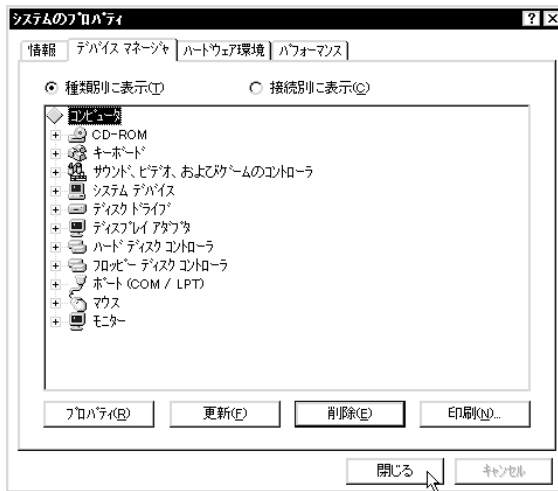 システムのプロパティ
情報 デバイス マネージャ ハードウェア環境 パフォーマンス
種類別に表示(T) 接続別に表示(C)
コンピュータ
CD-ROM
キーボード
サウンド、ビデオ、およびゲームのコントローラ
システム デバイス
ディスク ドライブ
ディスプレイ アダプタ
ハード ディスク コントローラ
フロッピー ディスク コントローラ
ポート (COM / LPT)
マウス
モニター
プロパティ(R) 更新(F) 削除(E) 印刷(N)...
閉じる キャンセル